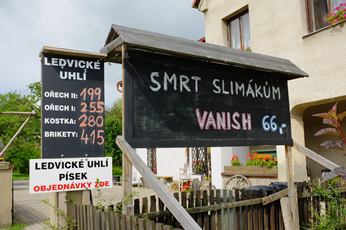 LEDVICKÉ
UHLÍ
OŘECH II: 199
OŘECH I: 255
KOSTKA: 280
BRIKETY: 415
LEDVICKÉ UHLÍ
PÍSEK
OBJEDNÁVKY ZDE
SMRT SLIMÁKŮM
VANISH 66,-